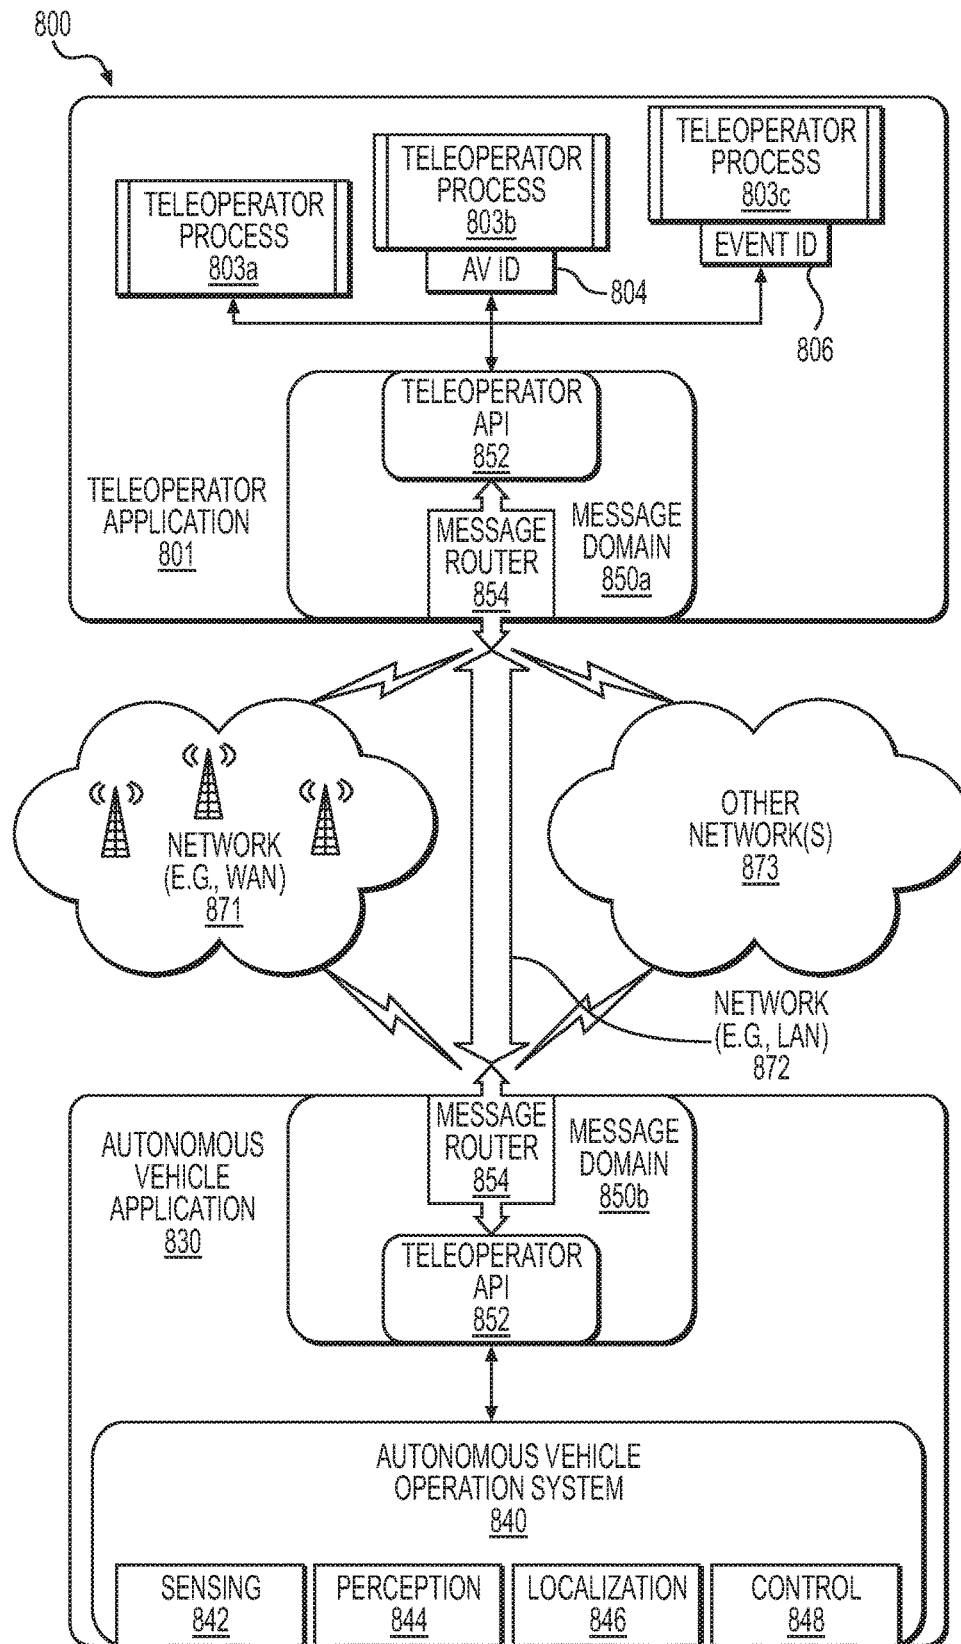 800
TELEOPERATOR
PROCESS
803a
TELEOPERATOR
PROCESS
803b
AV ID
804
TELEOPERATOR
PROCESS
803c
EVENT ID
806
TELEOPERATOR
API
852
TELEOPERATOR
APPLICATION
801
MESSAGE
ROUTER
854
MESSAGE
DOMAIN
850a
NETWORK
(E.G., WAN)
871
OTHER
NETWORK(S)
873
NETWORK
(E.G., LAN)
872
AUTONOMOUS
VEHICLE
APPLICATION
830
MESSAGE
ROUTER
854
MESSAGE
DOMAIN
850b
TELEOPERATOR
API
852
AUTONOMOUS VEHICLE
OPERATION SYSTEM
840
SENSING
842
PERCEPTION
844
LOCALIZATION
846
CONTROL
848